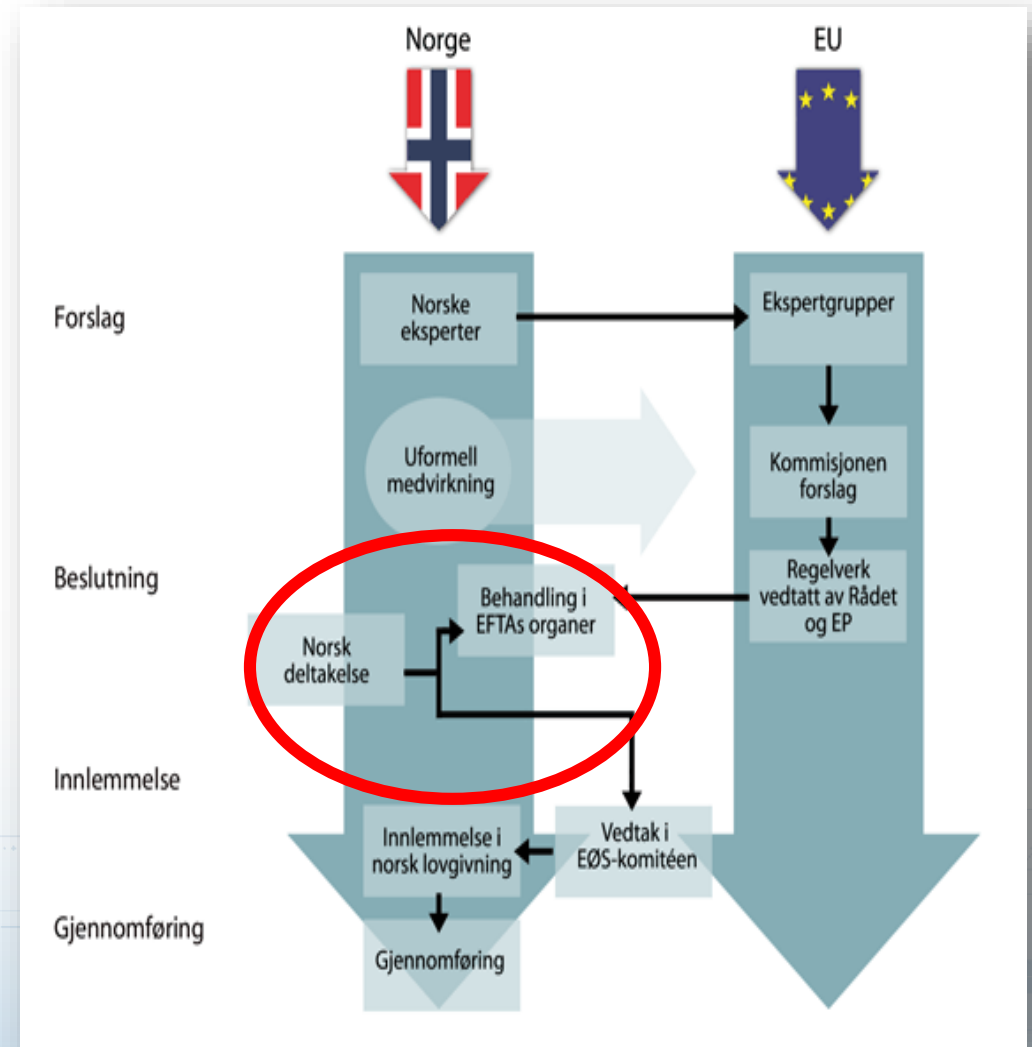 Norge
EU
Forslag
Norske
eksperter
Ekspertgrupper
Uformell
medvirkning
Kommisjonen
forslag
Beslutning
Behandling i
EFTAs organer
Regelverk
vedtatt av Rådet
og EP
Norsk
deltakelse
Innlemmelse
Innlemmelse i
norsk lovgivning
Vedtak i
EØS-komitéen
Gjennomføring
Gjennomføring